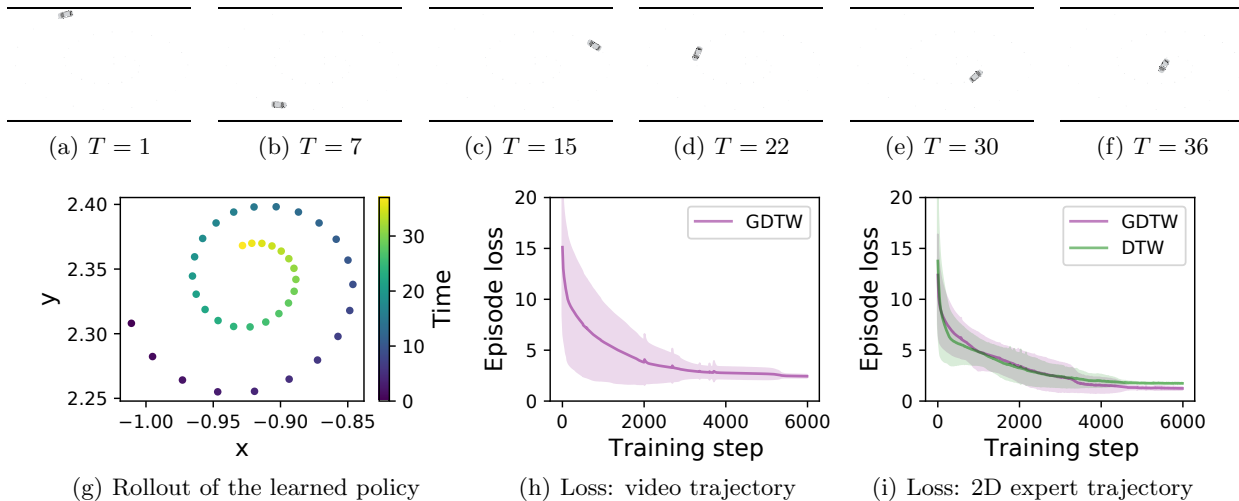 (a) T = 1
(b) T = 7
(c) T = 15
(d) T = 22
(e) T = 30
(f) T = 36
2.40
2.35
2.30
2.25
y
−1.00
−0.95
−0.90
−0.85
x
30
20
10
0
Time
(g) Rollout of the learned policy
20
15
10
5
0
Episode loss
GDTW
0
2000
4000
6000
Training step
(h) Loss: video trajectory
20
15
10
5
0
Episode loss
GDTW
DTW
0
2000
4000
6000
Training step
(i) Loss: 2D expert trajectory